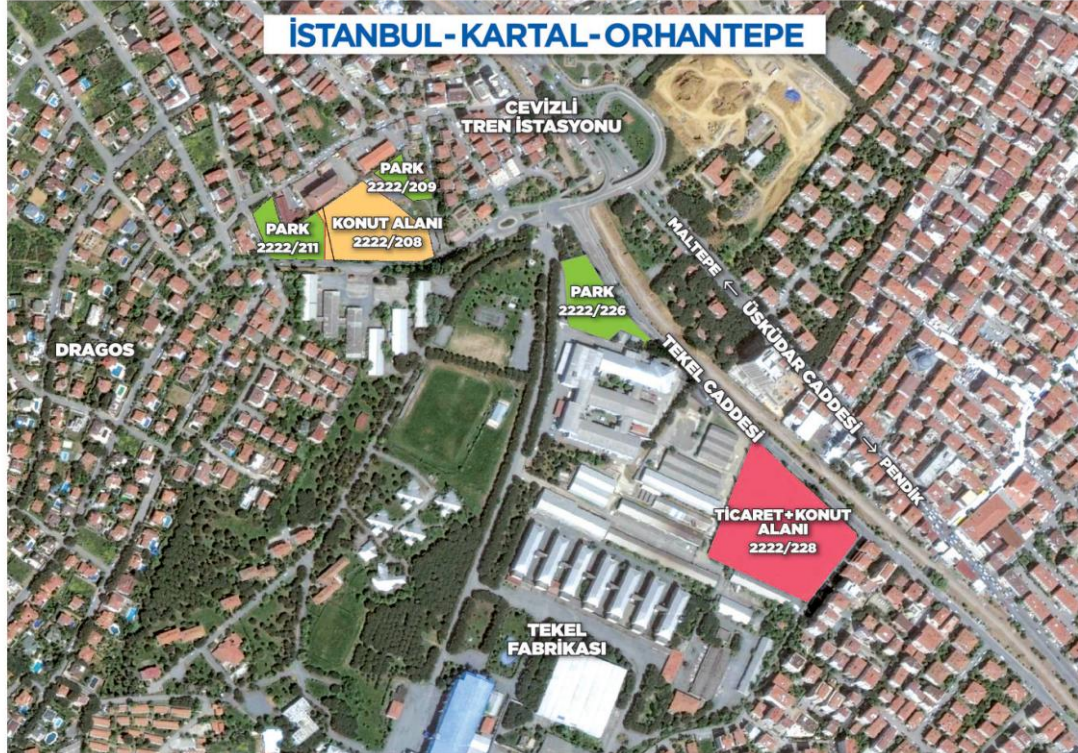 İSTANBUL-KARTAL-ORHANTEPE
CEVİZLİ
TREN İSTASYONU
PARK
2222/209
PARK
2222/211
KONUT ALANI
2222/208
MALTEPE ← ÜSKÜDAR CADDESİ → PENDİK
PARK
2222/226
TEKEL CADDESİ
DRAGOS
TİCARET+KONUT
ALANI
2222/228
TEKEL
FABRİKASI